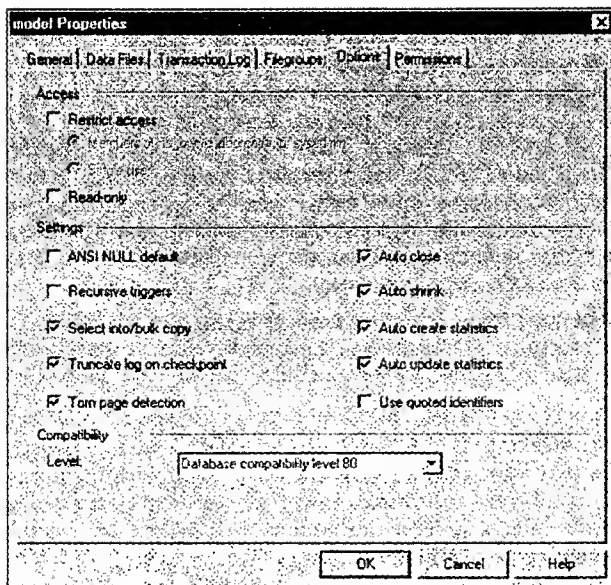 model Properties
General Data Files Transaction Log Filegroups Options Permissions
Access
Restrict access
Read-only
Settings
ANSI NULL default
Auto close
Recursive triggers
Auto shrink
Select into/bulk copy
Auto create statistics
Truncate log on checkpoint
Auto update statistics
Torn page detection
Use quoted identifiers
Compatibility
Level:
Database compatibility level 80
OK Cancel Help